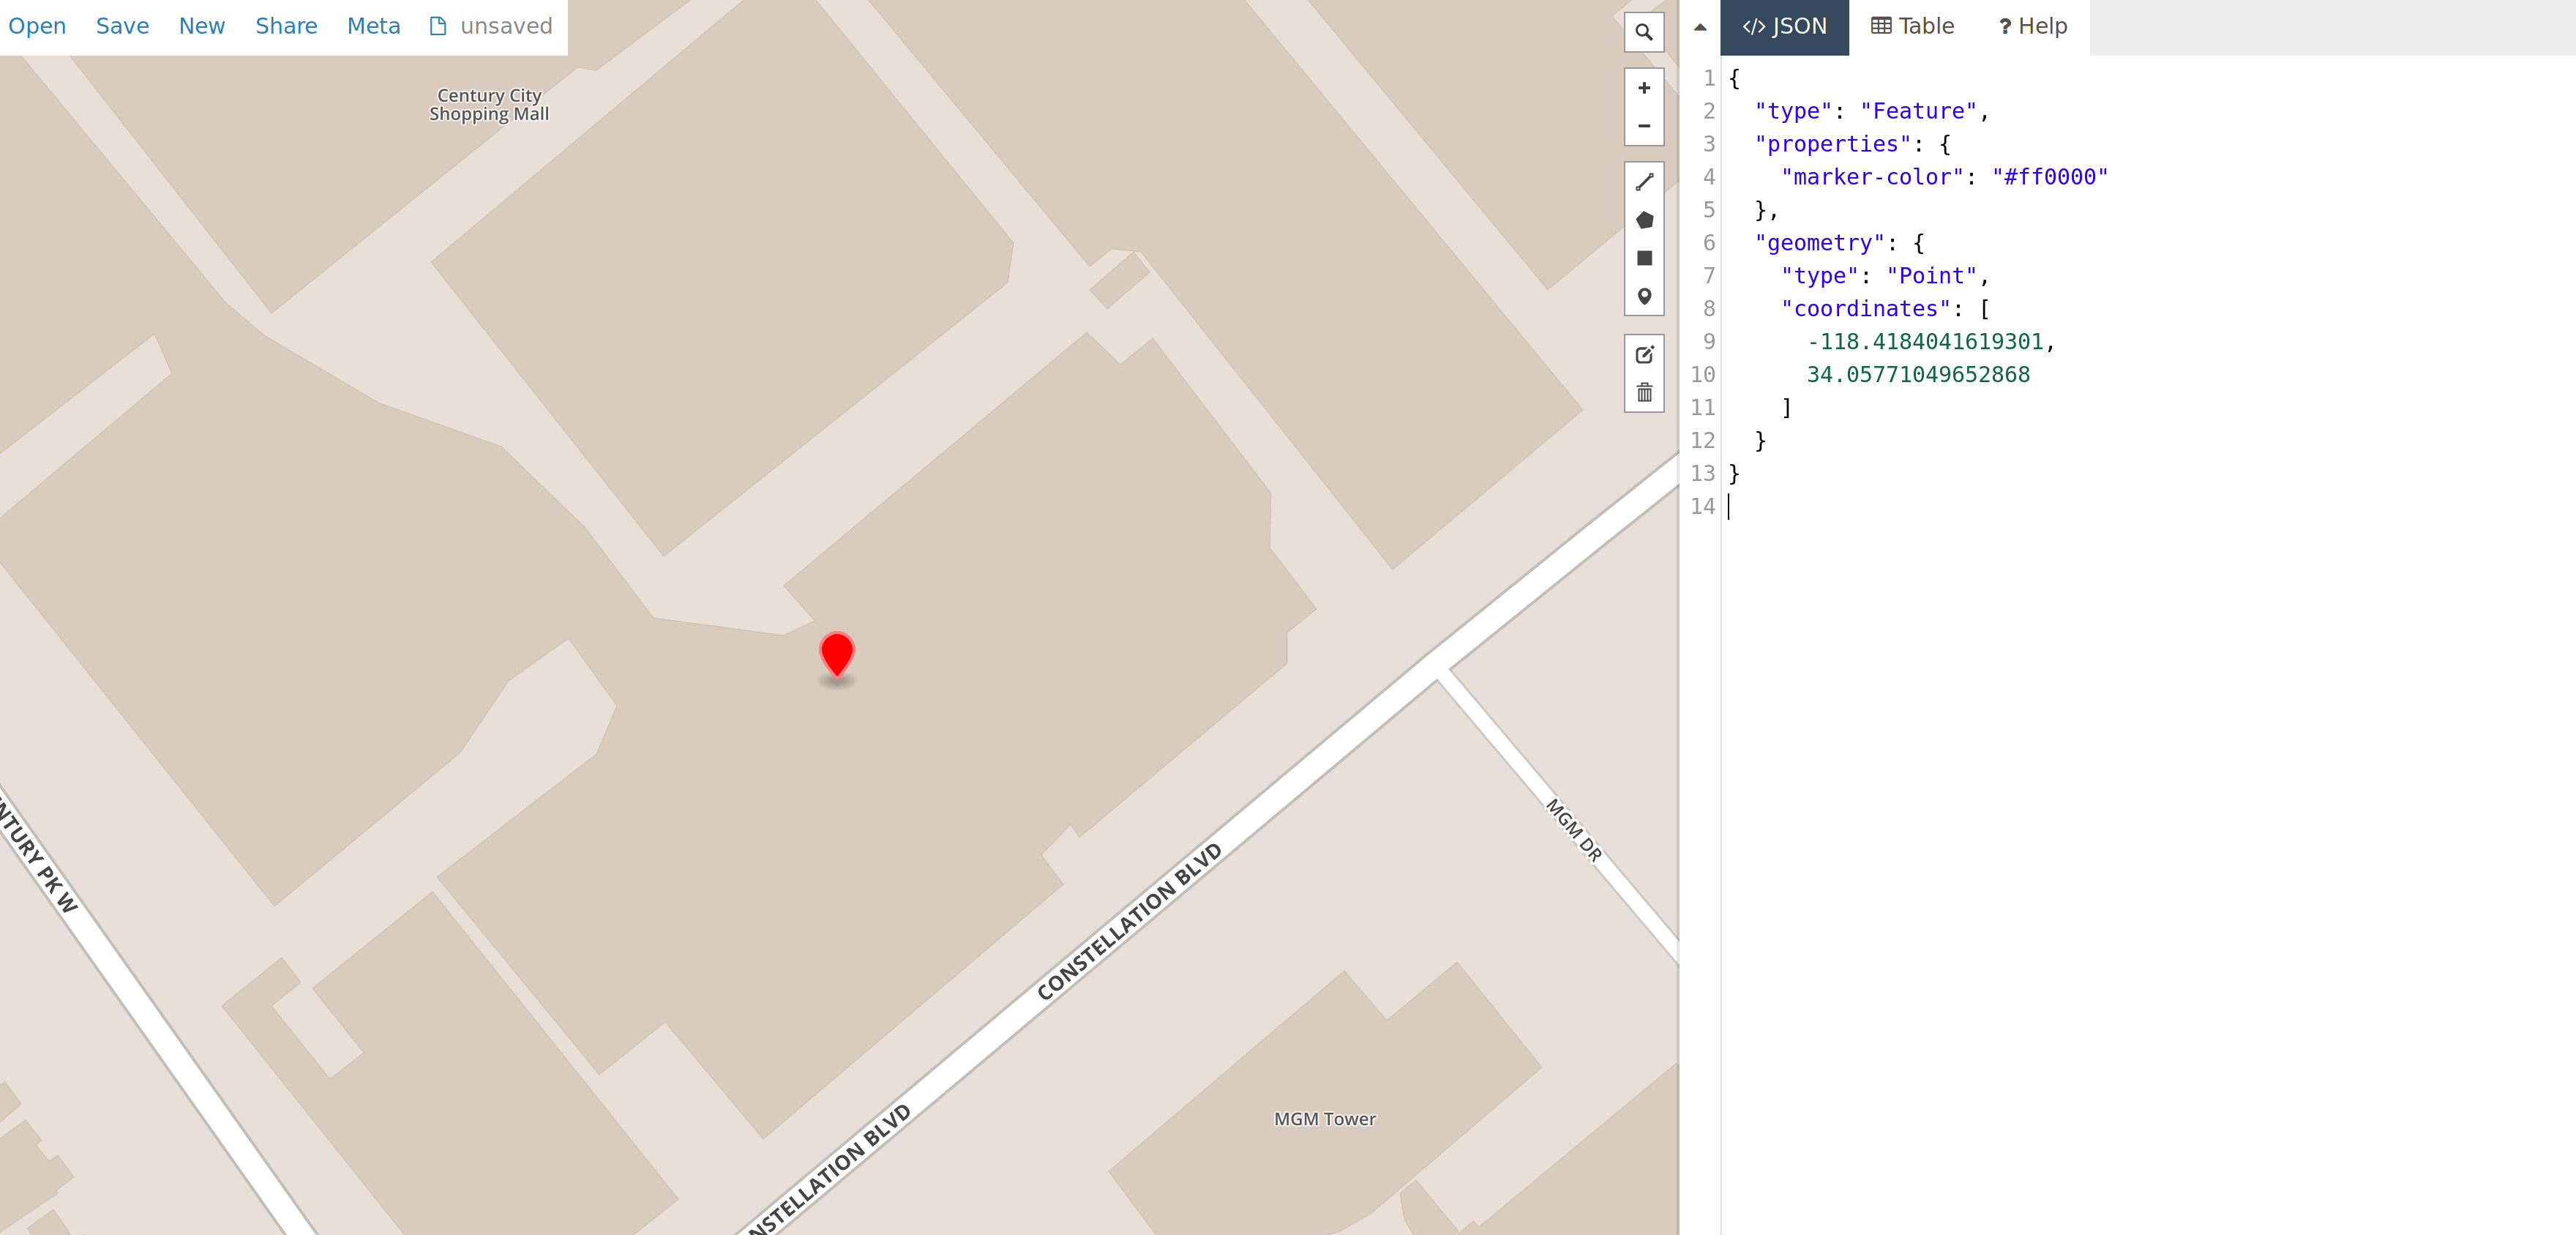 Open Save New Share Meta unsaved
Century City
Shopping Mall
NTURY PK W
CONSTELLATION BLVD
NSTELLATION BLVD
MGM DR
MGM Tower
+
−
</> JSON Table ? Help
1 {
2 "type": "Feature",
3 "properties": {
4 "marker-color": "#ff0000"
5 },
6 "geometry": {
7 "type": "Point",
8 "coordinates": [
9 -118.4184041619301,
10 34.05771049652868
11 ]
12 }
13 }
14